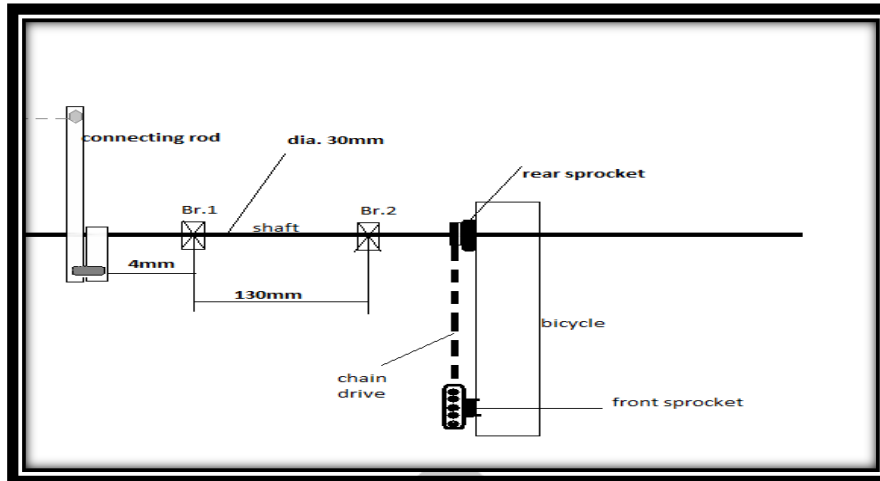 connecting rod
dia. 30mm
rear sprocket
Br.1
Br.2
shaft
4mm
130mm
bicycle
chain
drive
front sprocket